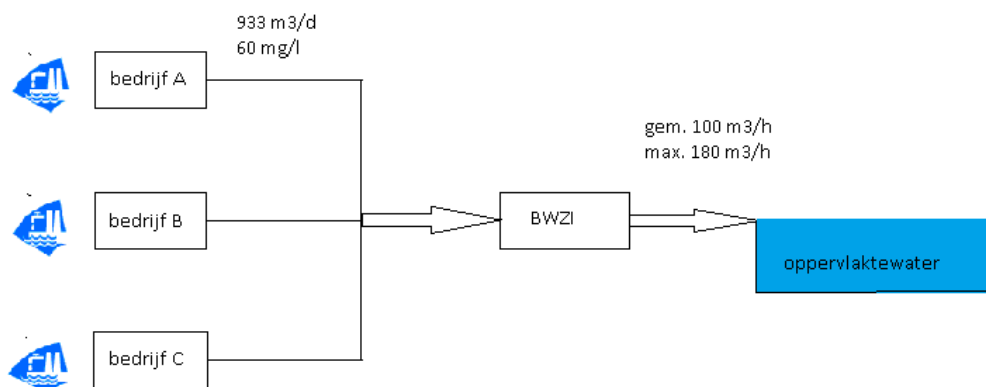 933 m3/d
60 mg/l
bedrijf A
gem. 100 m3/h
max. 180 m3/h
bedrijf B
BWZI
oppervlaktewater
bedrijf C